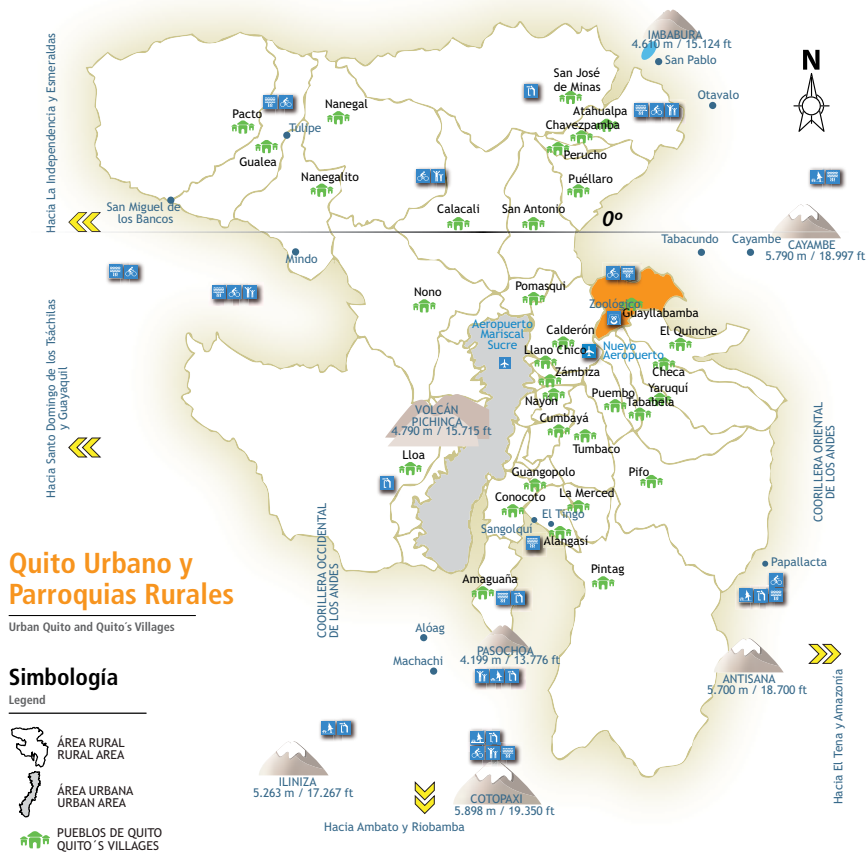 IMBABURA
4.610 m / 15.124 ft
San Pablo
N
Otavalo
Hacia La Independencia y Esmeraldas
San José
de Minas
Nanegal
Pacto
Atahualpa
Chavezpamba
Tulipe
Gualea
Perucho
Nanegalito
Puéllaro
San Miguel de
los Bancos
Calacali
San Antonio
0º
Tabacundo
Cayambe
CAYAMBE
5.790 m / 18.997 ft
Mindo
Nono
Pomasqui
Zoológico
Guayllabamba
Aeropuerto
Mariscal
Sucre
Calderón
El Quinche
Llano Chico
Nuevo
Aeropuerto
Checa
Zámbiza
Yaruquí
Nayón
Puembo
Tababela
Hacia Santo Domingo de los Tsáchilas
y Guayaquil
VOLCÁN
PICHINCA
4.790 m / 15.715 ft
Cumbayá
Tumbaco
Lloa
Guangopolo
Pifo
COORILLERA ORIENTAL
DE LOS ANDES
Conocoto
La Merced
El Tingo
Sangolquí
Alangasí
Quito Urbano y
Parroquias Rurales
Urban Quito and Quito´s Villages
COORILLERA OCCIDENTAL
DE LOS ANDES
Amaguaña
Pintag
Papallacta
Alóag
Machachi
PASOCHOA
4.199 m / 13.776 ft
ANTISANA
5.700 m / 18.700 ft
Hacia El Tena y Amazonía
Simbología
Legend
ÁREA RURAL
RURAL AREA
ÁREA URBANA
URBAN AREA
PUEBLOS DE QUITO
QUITO´S VILLAGES
ILINIZA
5.263 m / 17.267 ft
COTOPAXI
5.898 m / 19.350 ft
Hacia Ambato y Riobamba